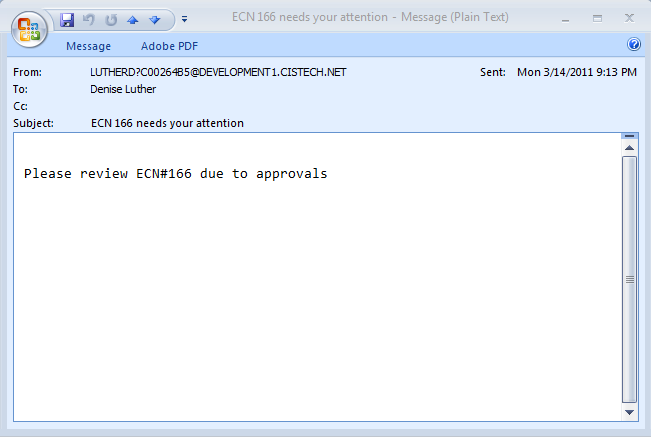 ECN 166 needs your attention - Message (Plain Text)
Message Adobe PDF
From: LUTHERD?C00264B5@DEVELOPMENT1.CISTECH.NET Sent: Mon 3/14/2011 9:13 PM
To: Denise Luther
Cc:
Subject: ECN 166 needs your attention
Please review ECN#166 due to approvals